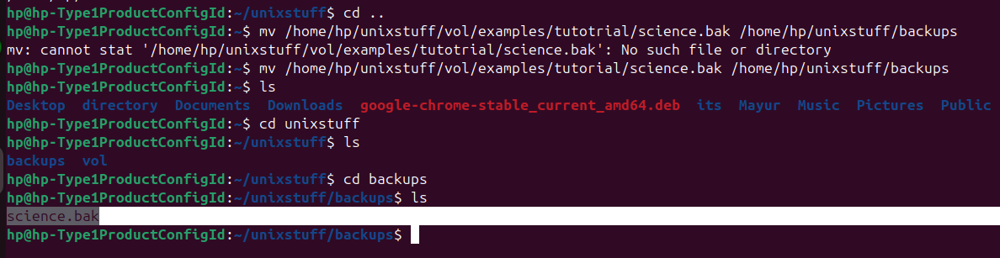 hp@hp-Type1ProductConfigId:~/unixstuff$ cd ..
hp@hp-Type1ProductConfigId:~$ mv /home/hp/unixstuff/vol/examples/tutotrial/science.bak /home/hp/unixstuff/backups
mv: cannot stat '/home/hp/unixstuff/vol/examples/tutotrial/science.bak': No such file or directory
hp@hp-Type1ProductConfigId:~$ mv /home/hp/unixstuff/vol/examples/tutorial/science.bak /home/hp/unixstuff/backups
hp@hp-Type1ProductConfigId:~$ ls
Desktop directory Documents Downloads google-chrome-stable_current_amd64.deb its Mayur Music Pictures Public
hp@hp-Type1ProductConfigId:~$ cd unixstuff
hp@hp-Type1ProductConfigId:~/unixstuff$ ls
backups vol
hp@hp-Type1ProductConfigId:~/unixstuff$ cd backups
hp@hp-Type1ProductConfigId:~/unixstuff/backups$ ls
science.bak
hp@hp-Type1ProductConfigId:~/unixstuff/backups$